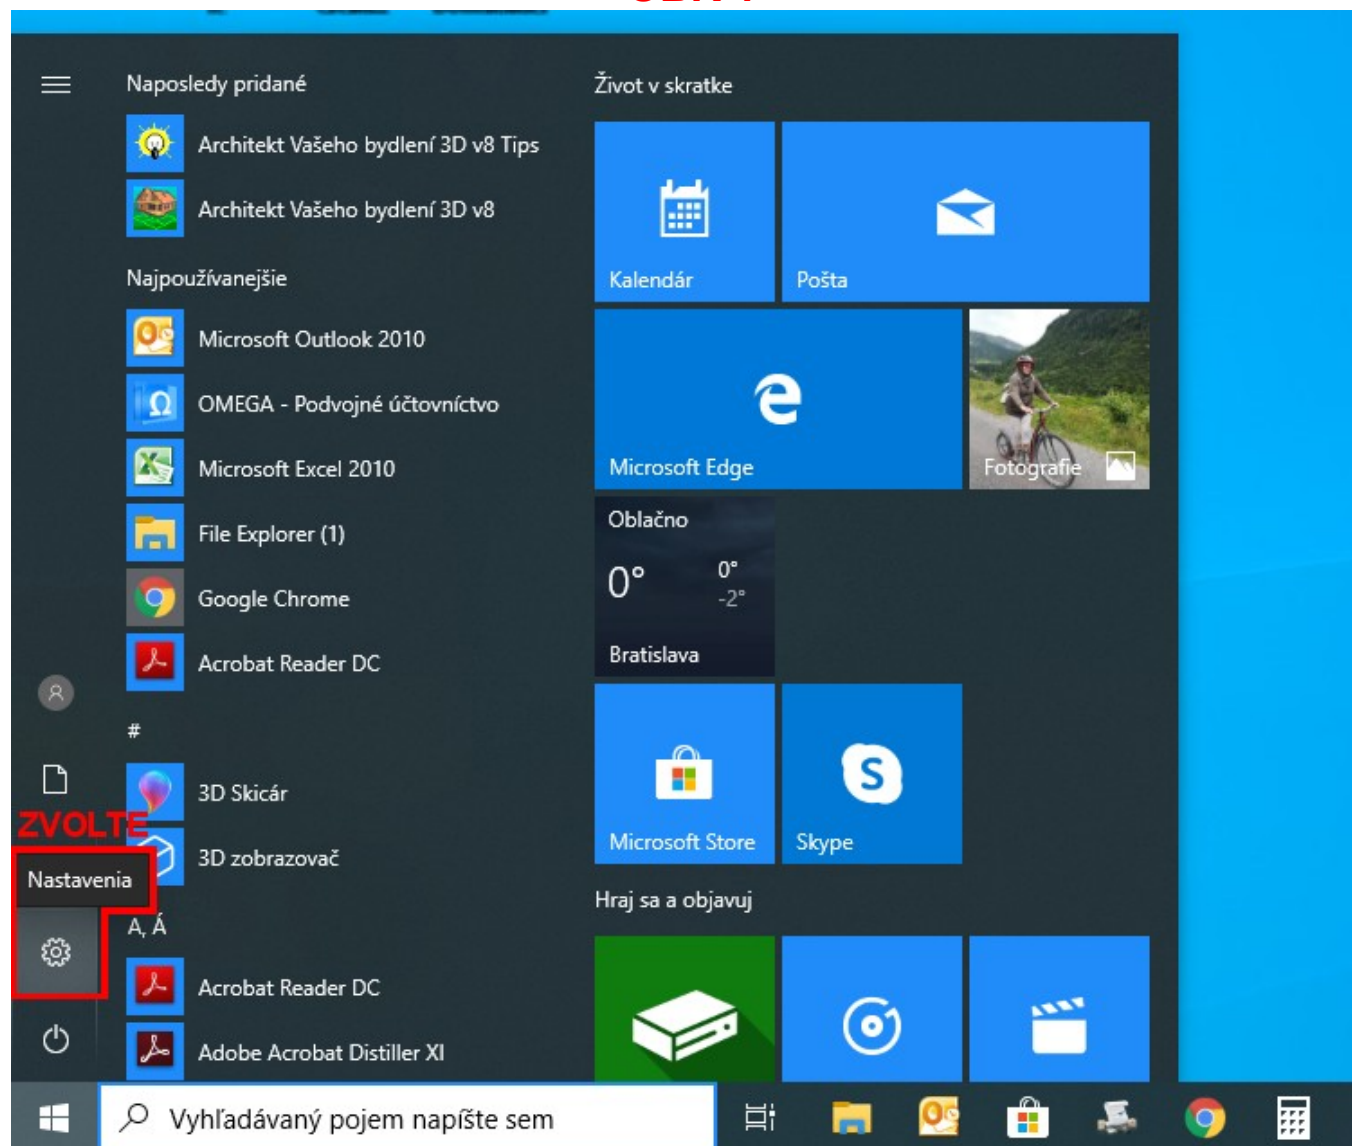 Naposledy pridané
Architekt Vašeho bydlení 3D v8 Tips
Architekt Vašeho bydlení 3D v8
Najpoužívanejšie
Microsoft Outlook 2010
OMEGA - Podvojné účtovníctvo
Microsoft Excel 2010
File Explorer (1)
Google Chrome
Acrobat Reader DC
#
3D Skicár
ZVOLTE
3D zobrazovač
Nastavenia
A, Á
Acrobat Reader DC
Adobe Acrobat Distiller XI
Život v skratke
Kalendár
Pošta
Microsoft Edge
Fotografie
Oblačno
0°
0°
-2°
Bratislava
Microsoft Store
Skype
Hraj sa a objavuj
Vyhľadávaný pojem napíšte sem